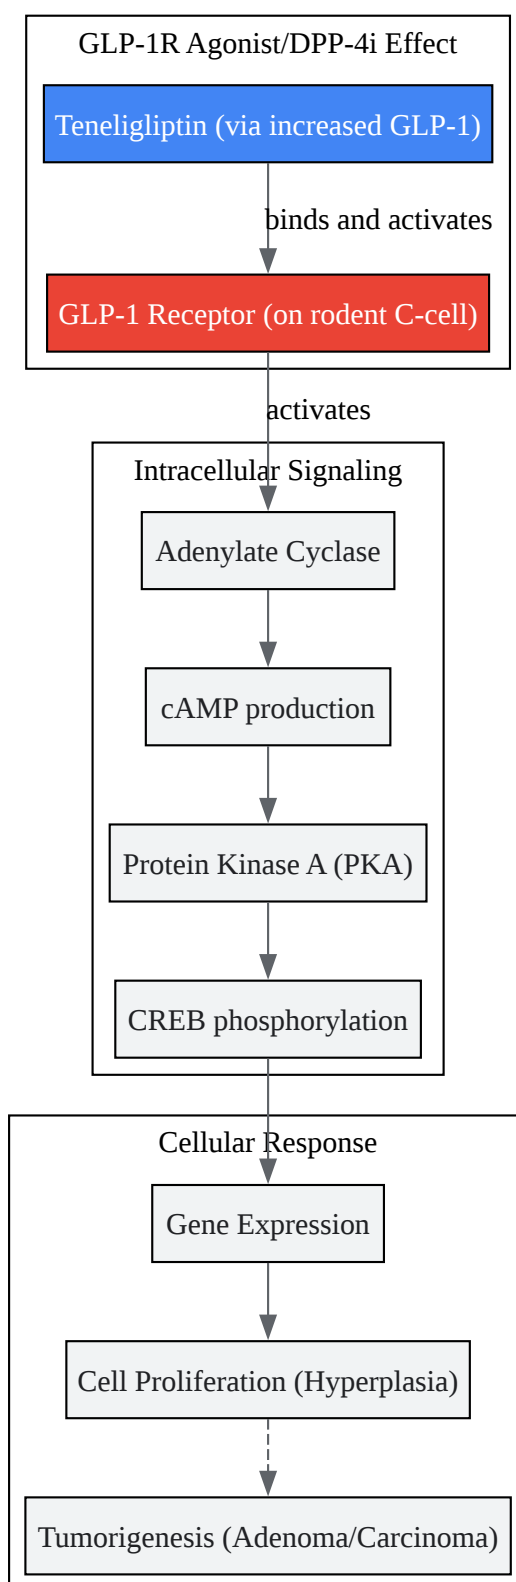 GLP-1R Agonist/DPP-4i Effect
Teneligliptin (via increased GLP-1)
binds and activates
GLP-1 Receptor (on rodent C-cell)
activates
Intracellular Signaling
Adenylate Cyclase
cAMP production
Protein Kinase A (PKA)
CREB phosphorylation
Cellular Response
Gene Expression
Cell Proliferation (Hyperplasia)
Tumorigenesis (Adenoma/Carcinoma)